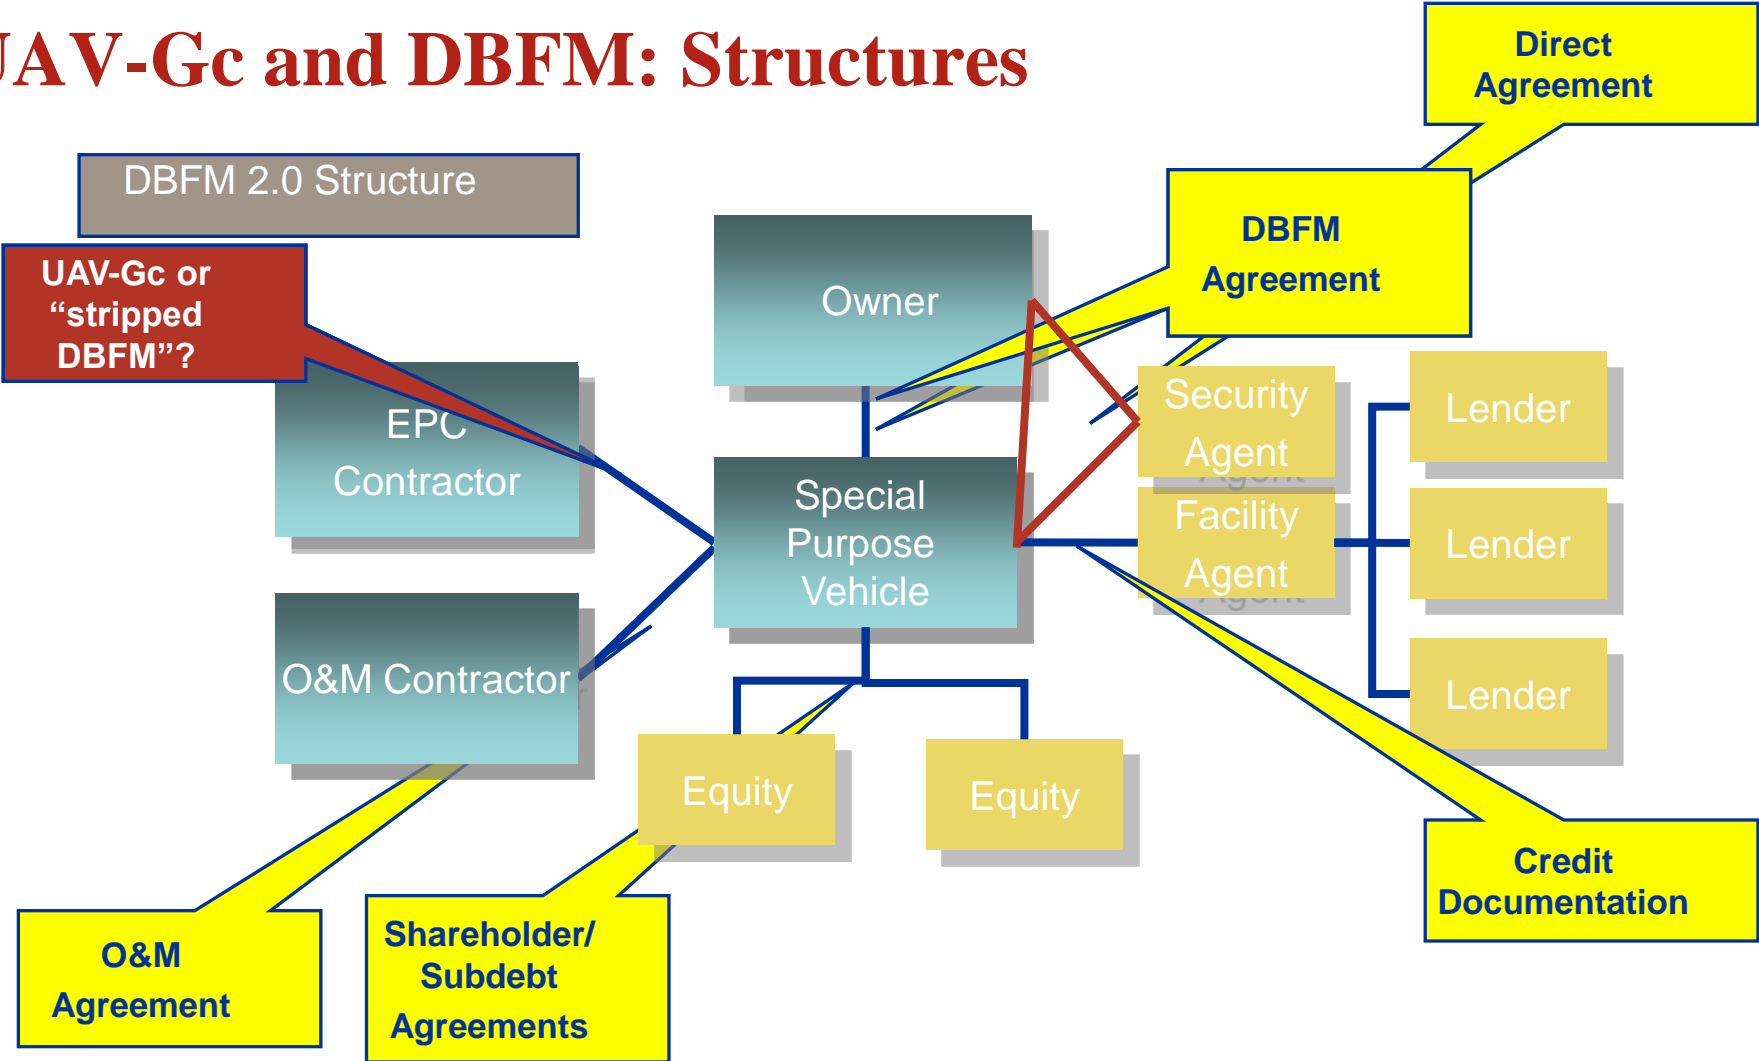 UAV-Gc and DBFM: Structures
Direct
Agreement
DBFM 2.0 Structure
DBFM
Agreement
UAV-Gc or
“stripped
DBFM”?
Owner
EPC
Contractor
Security
Agent
Lender
Special
Purpose
Vehicle
Facility
Agent
Lender
O&M Contractor
Lender
Equity
Equity
Credit
Documentation
O&M
Agreement
Shareholder/
Subdebt
Agreements